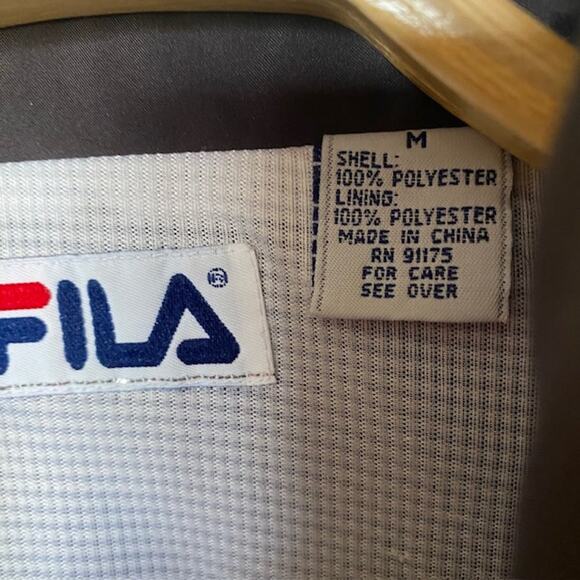 FILA®
M
SHELL:
100% POLYESTER
LINING:
100% POLYESTER
MADE IN CHINA
RN 91175
FOR CARE
SEE OVER